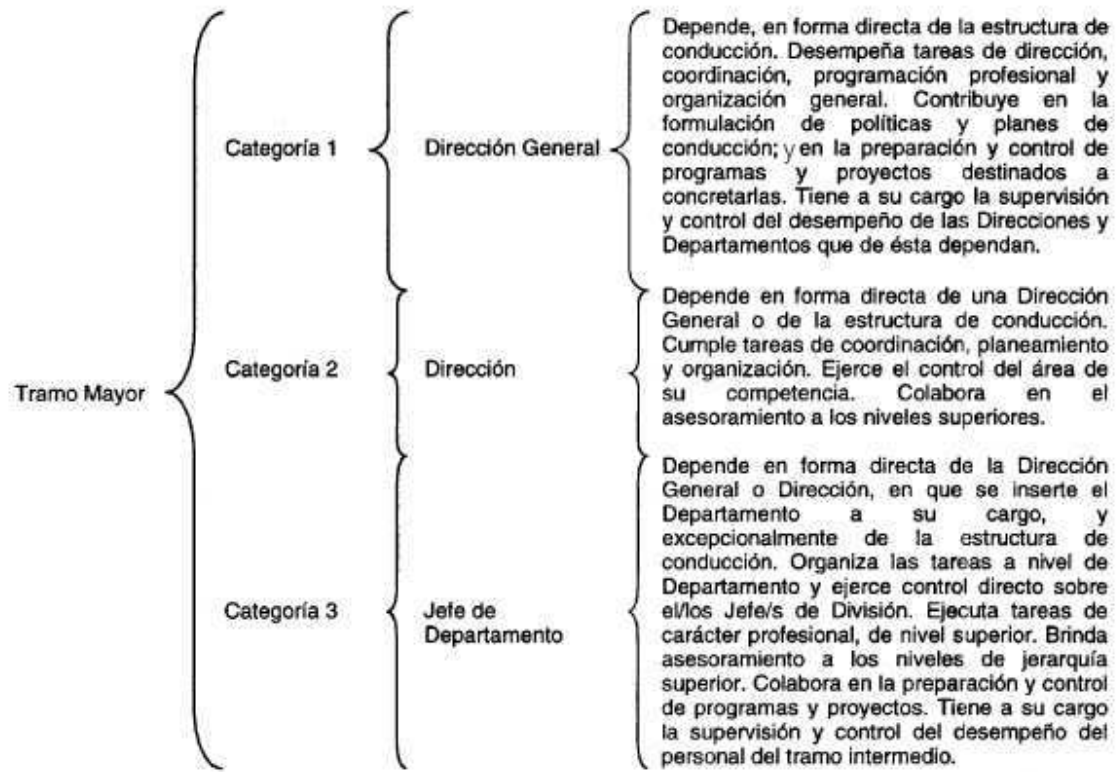 Tramo Mayor
Categoría 1
Dirección General
Depende, en forma directa de la estructura de
conducción. Desempeña tareas de dirección,
coordinación, programación profesional y
organización general. Contribuye en la
formulación de políticas y planes de
conducción; y en la preparación y control de
programas y proyectos destinados a
concretarlas. Tiene a su cargo la supervisión
y control del desempeño de las Direcciones y
Departamentos que de ésta dependan.
Categoría 2
Dirección
Depende en forma directa de una Dirección
General o de la estructura de conducción.
Cumple tareas de coordinación, planeamiento
y organización. Ejerce el control del área de
su competencia. Colabora en el
asesoramiento a los niveles superiores.
Categoría 3
Jefe de
Departamento
Depende en forma directa de la Dirección
General o Dirección, en que se inserte el
Departamento a su cargo, y
excepcionalmente de la estructura de
conducción. Organiza las tareas a nivel de
Departamento y ejerce control directo sobre
el/los Jefe/s de División. Ejecuta tareas de
carácter profesional, de nivel superior. Brinda
asesoramiento a los niveles de jerarquía
superior. Colabora en la preparación y control
de programas y proyectos. Tiene a su cargo
la supervisión y control del desempeño del
personal del tramo intermedio.